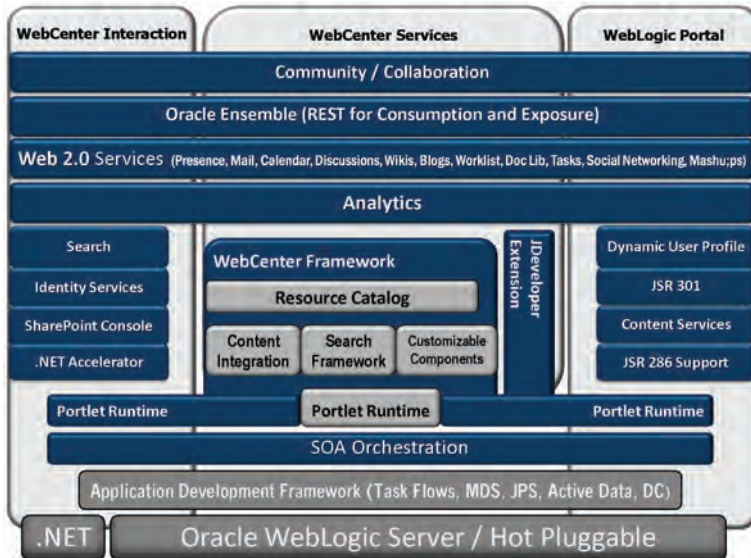 WebCenter Interaction
WebCenter Services
WebLogic Portal
Community / Collaboration
Oracle Ensemble (REST for Consumption and Exposure)
Web 2.0 Services (Presence, Mail, Calendar, Discussions, Wikis, Blogs, Worklist, Doc Lib, Tasks, Social Networking, Mashu;ps)
Analytics
Search
Identity Services
SharePoint Console
.NET Accelerator
WebCenter Framework
Resource Catalog
Content
Integration
Search
Framework
Customizable
Components
JDeveloper
Extension
Dynamic User Profile
JSR 301
Content Services
JSR 286 Support
Portlet Runtime
Portlet Runtime
Portlet Runtime
SOA Orchestration
Application Development Framework (Task Flows, MDS, JPS, Active Data, DC)
.NET
Oracle WebLogic Server / Hot Pluggable